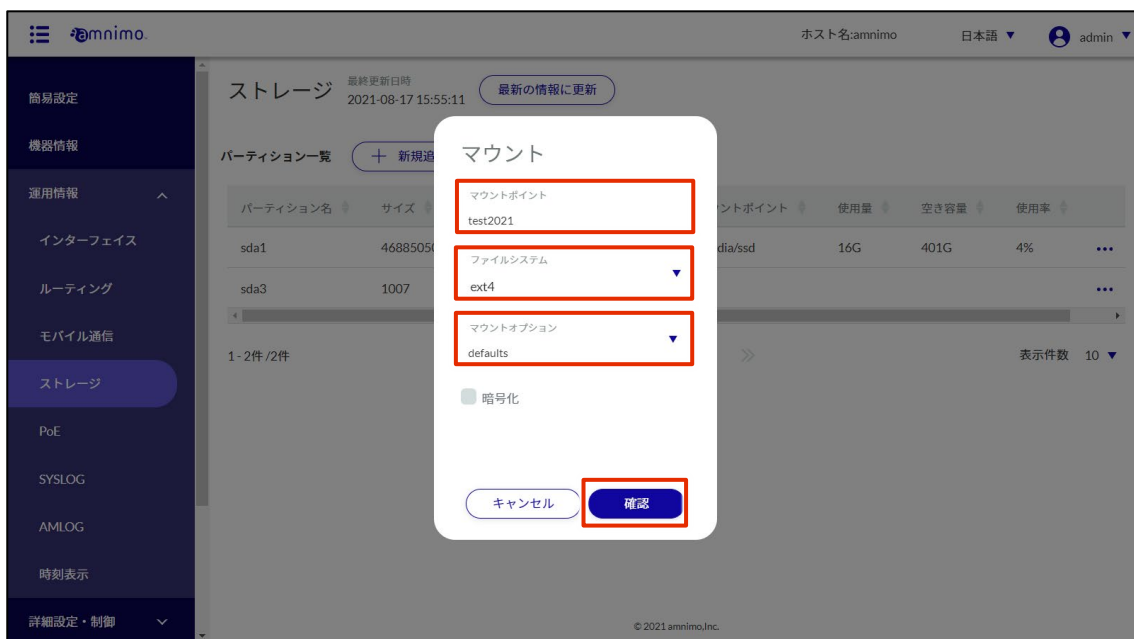 amnimo.
ホスト名:amnimo 日本語 ▼ admin ▼
簡易設定
機器情報
運用情報
インターフェイス
ルーティング
モバイル通信
ストレージ
PoE
SYSLOG
AMLOG
時刻表示
詳細設定・制御
ストレージ
最終更新日時
2021-08-17 15:55:11
最新の情報に更新
パーティション一覧 + 新規追
パーティション名 サイズ ントポイント 使用量 空き容量 使用率
sda1 46885050 dia/ssd 16G 401G 4% •••
sda3 1007 •••
1 - 2件 /2件 表示件数 10 ▼
マウント
マウントポイント
test2021
ファイルシステム
ext4
マウントオプション
defaults
暗号化
キャンセル 確認
© 2021 amnimo,Inc.